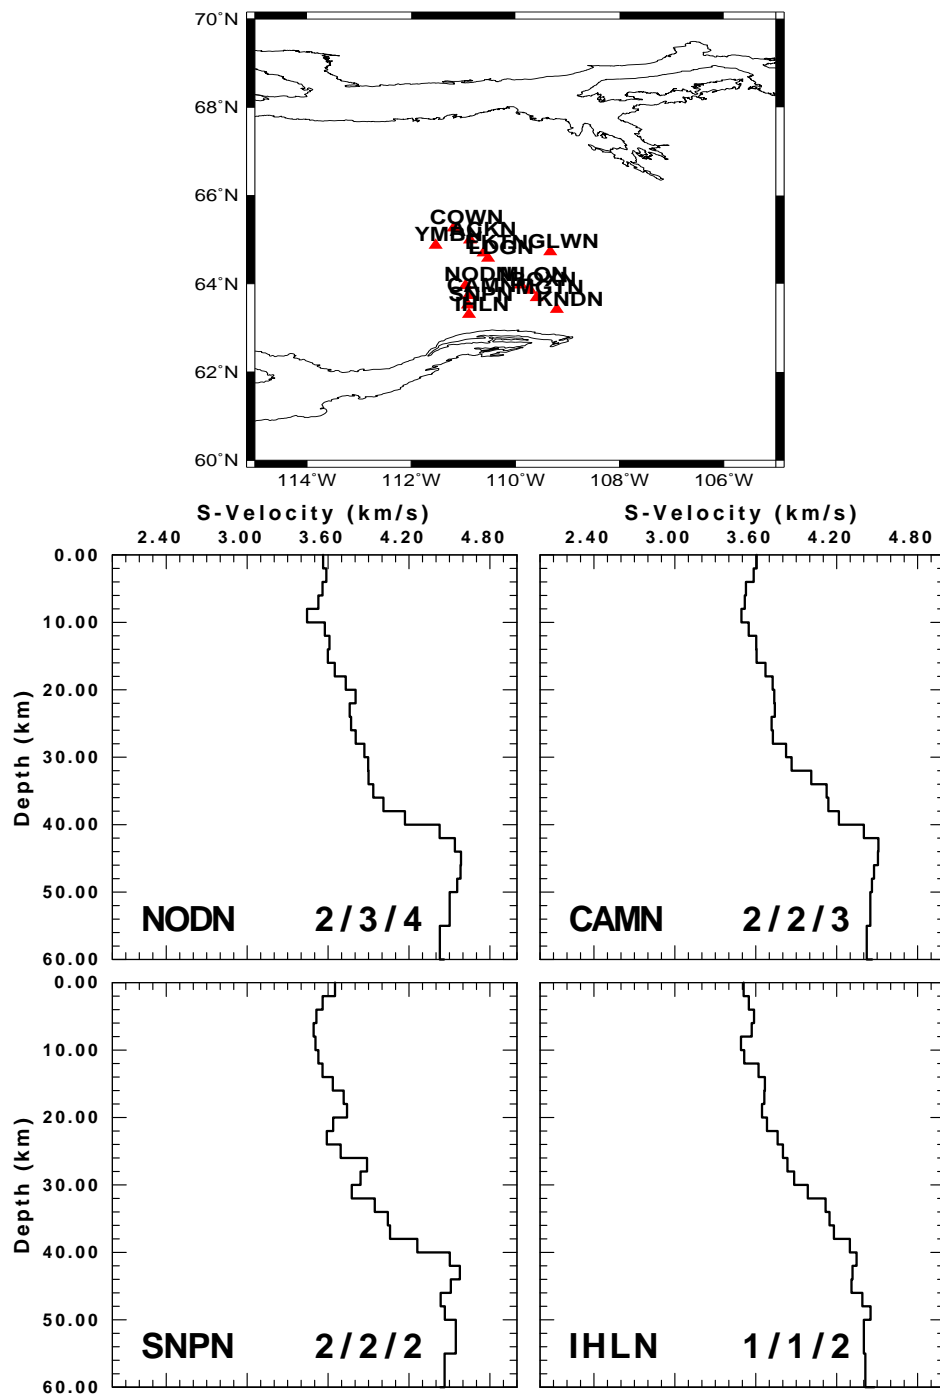 70˚N
68˚N
66˚N
64˚N
62˚N
60˚N
114˚W 112˚W 110˚W 108˚W 106˚W
COWN
YMBN
EKTN
LDGN
GLWN
NODN
CAMN
SNPN
IHLN
MGTN
KNDN
S-Velocity (km/s) S-Velocity (km/s)
2.40 3.00 3.60 4.20 4.80 2.40 3.00 3.60 4.20 4.80
0.00
10.00
20.00
30.00
40.00
50.00
60.00
Depth (km)
NODN 2/3/4 CAMN 2/2/3
0.00
10.00
20.00
30.00
40.00
50.00
60.00
Depth (km)
SNPN 2/2/2 IHLN 1/1/2